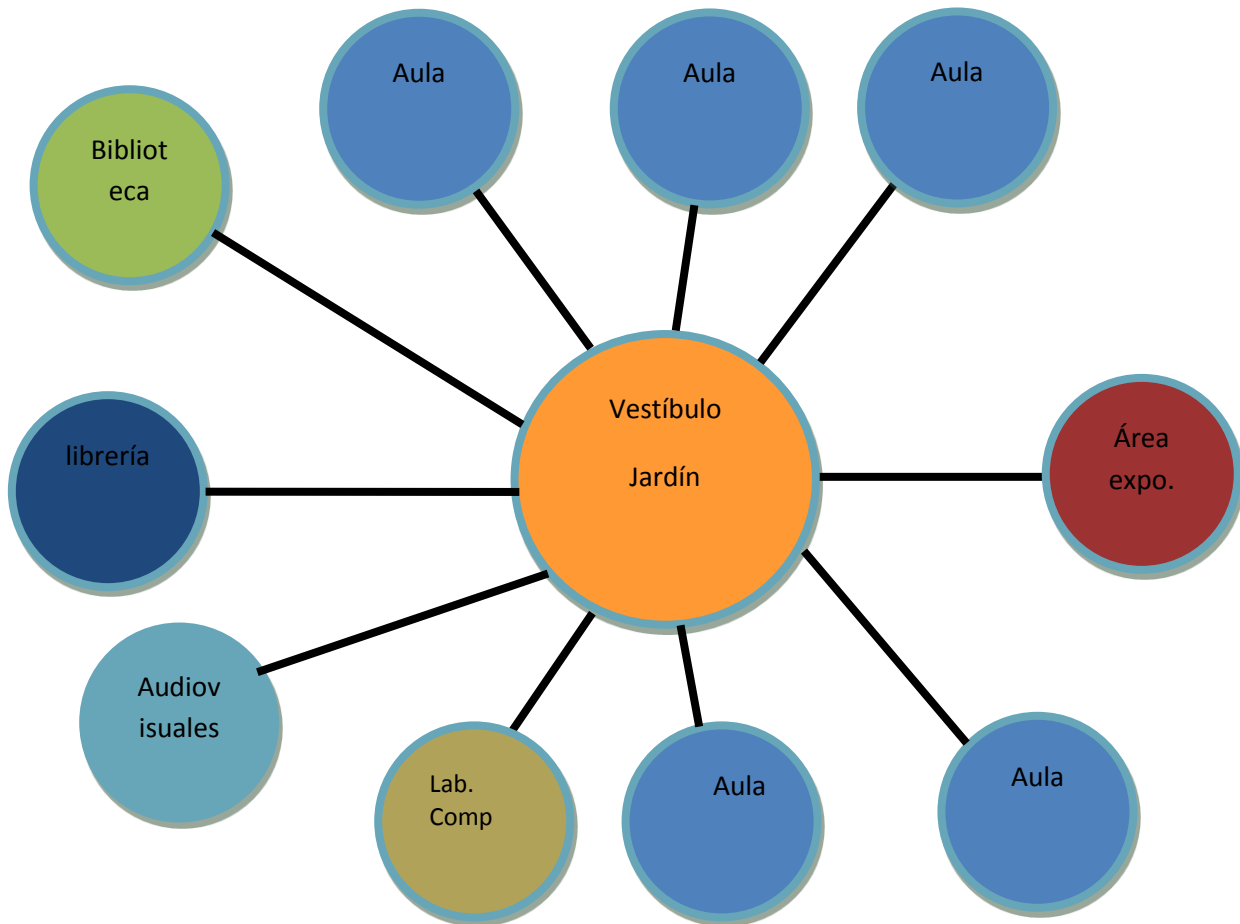 Aula
Aula
Aula
Bibliot
eca
Vestíbulo
Jardín
Área
expo.
librería
Audiov
isuales
Lab.
Comp
Aula
Aula